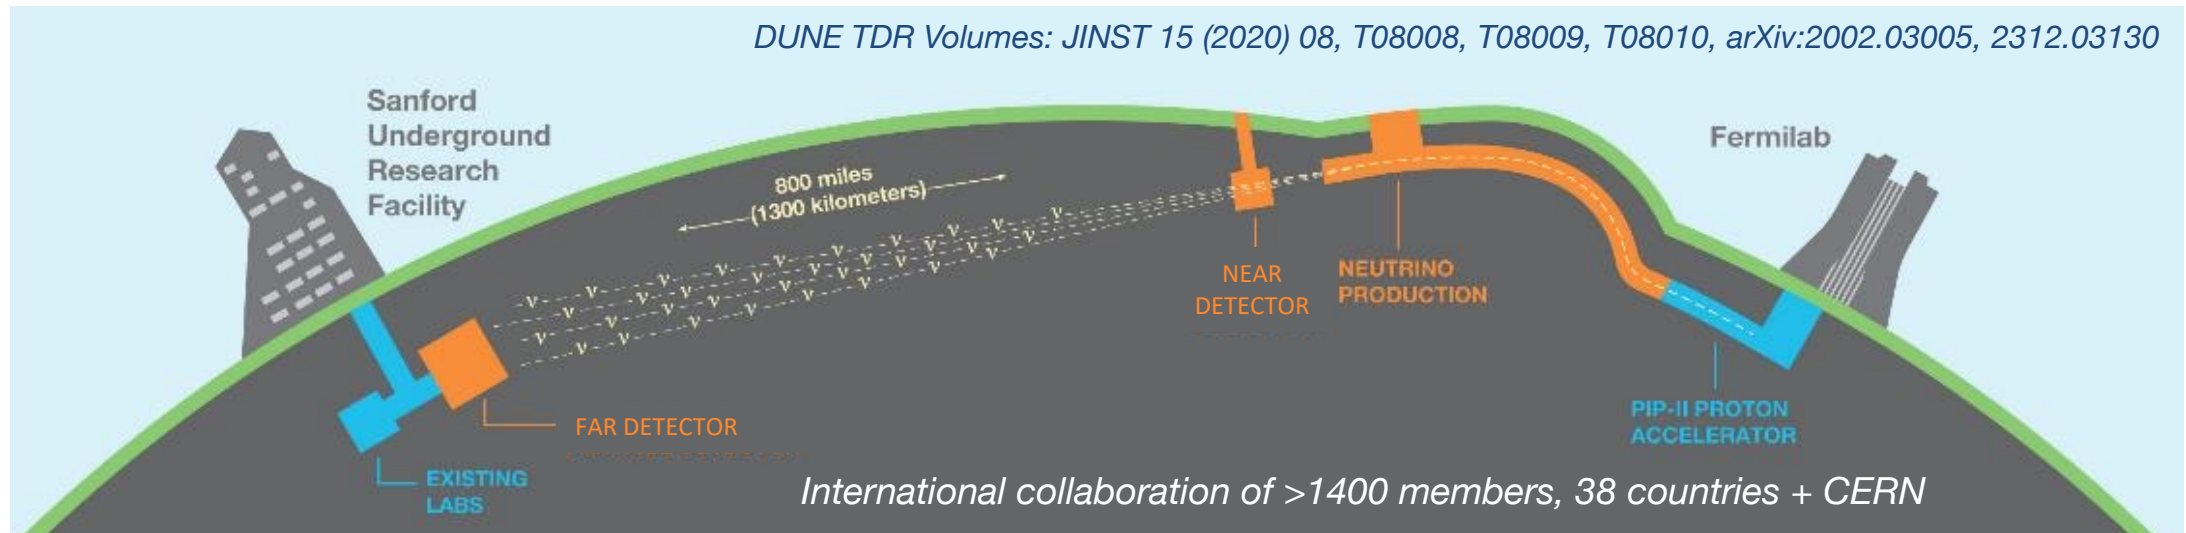 DUNE TDR Volumes: JINST 15 (2020) 08, T08008, T08009, T08010, arXiv:2002.03005, 2312.03130
Sanford
Underground
Research
Facility
800 miles
(1300 kilometers)
Fermilab
NEAR
DETECTOR
NEUTRINO
PRODUCTION
FAR DETECTOR
EXISTING
LABS
PIP-II PROTON
ACCELERATOR
International collaboration of >1400 members, 38 countries + CERN